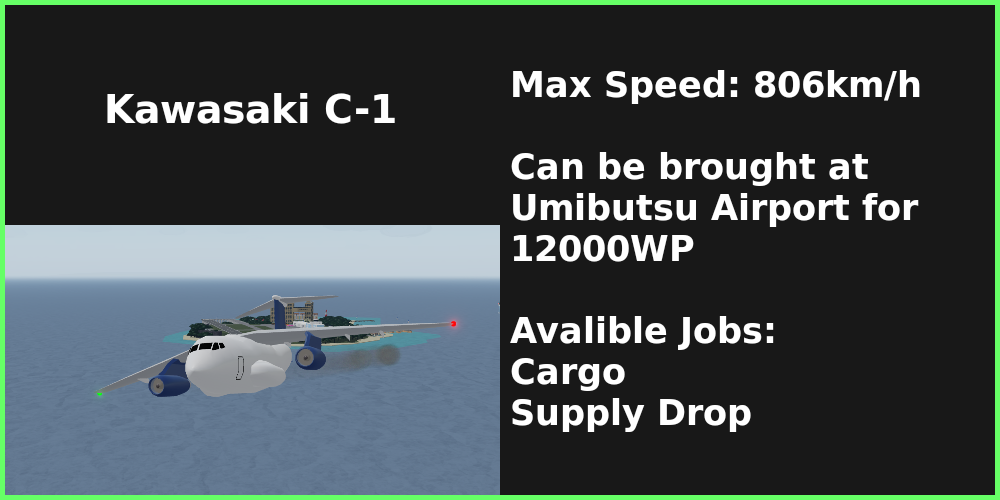 Kawasaki C-1
Max Speed: 806km/h
Can be brought at
Umibutsu Airport for
12000WP
Avalible Jobs:
Cargo
Supply Drop